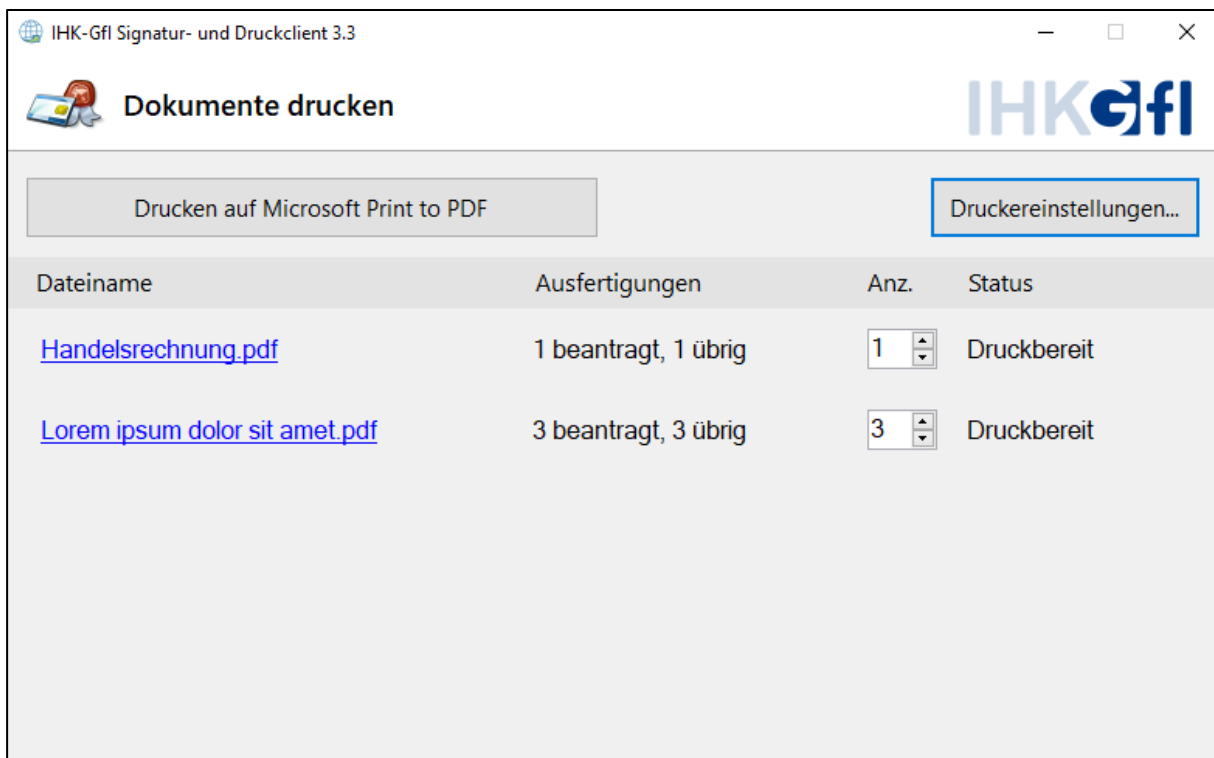 IHK-GfI Signatur- und Druckclient 3.3
Dokumente drucken
IHKGfI
Drucken auf Microsoft Print to PDF Druckereinstellungen...
Dateiname Ausfertigungen Anz. Status
Handelsrechnung.pdf 1 beantragt, 1 übrig 1 Druckbereit
Lorem ipsum dolor sit amet.pdf 3 beantragt, 3 übrig 3 Druckbereit